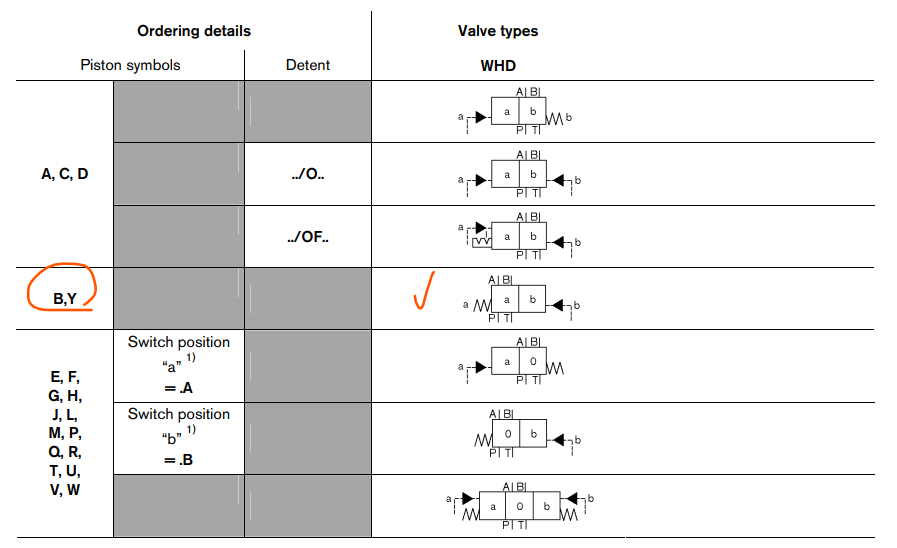 Ordering details
Valve types
Piston symbols
Detent
WHD
A, C, D
A B
a
a b
b
P T
../O..
A B
a
a b
b
P T
../OF..
A B
a
a b
b
P T
B,Y
A B
a
a b
b
P T
E, F,
G, H,
J, L,
M, P,
Q, R,
T, U,
V, W
Switch position
“a” 1)
= .A
A B
a
a 0
P T
Switch position
“b” 1)
= .B
A B
0 b
b
P T
A B
a
a 0 b
b
P T